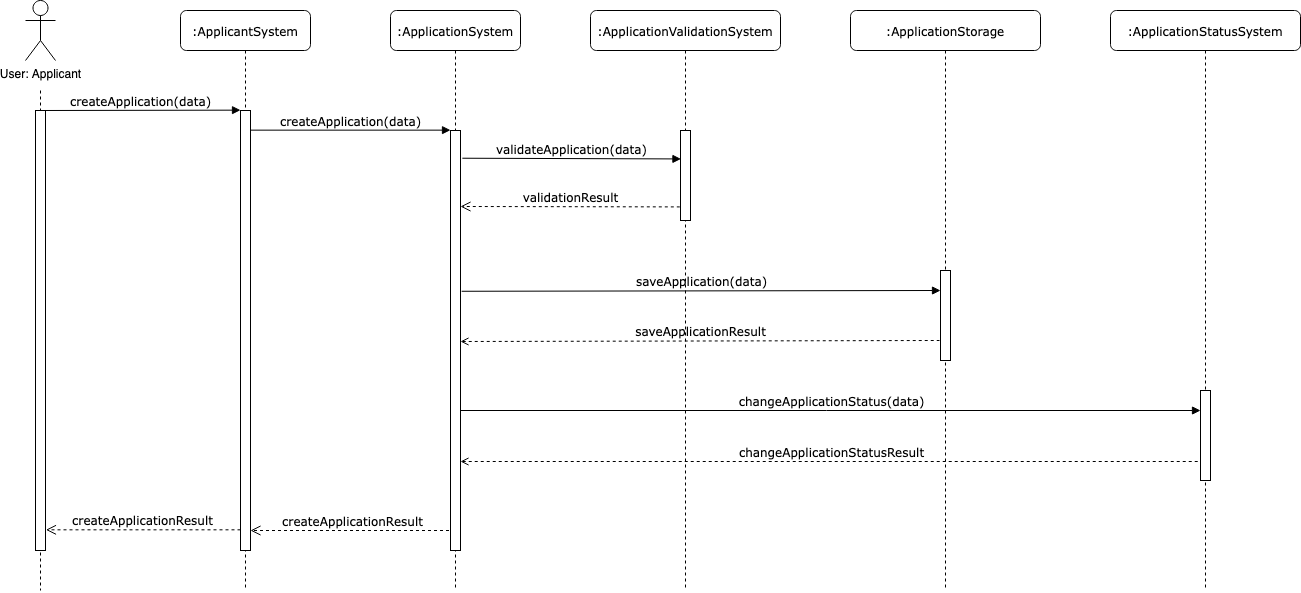 :ApplicantSystem
:ApplicationSystem
:ApplicationValidationSystem
:ApplicationStorage
:ApplicationStatusSystem
User: Applicant
createApplication(data)
createApplication(data)
validateApplication(data)
validationResult
saveApplication(data)
saveApplicationResult
changeApplicationStatus(data)
changeApplicationStatusResult
createApplicationResult
createApplicationResult